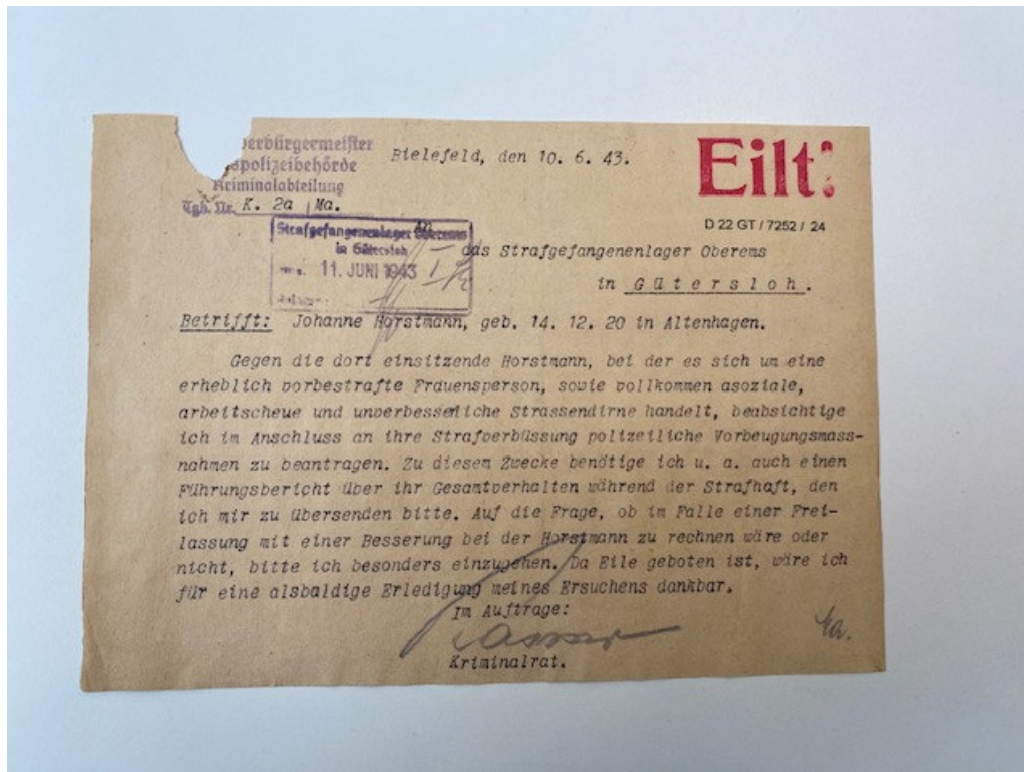 erbürgermeister
spolizeibehörde
Kriminalabteilung
Tgb. Nr. K. 2a Ma.
Bielefeld, den 10. 6. 43.
Eilt!
D 22 GT / 7252 / 24
Strafgefangenenlager Oberems
in Gütersloh
11. JUNI 1943
An
das Strafgefangenenlager Oberems
in Gütersloh.
Betrifft: Johanne Horstmann, geb. 14. 12. 20 in Altenhagen.
Gegen die dort einsitzende Horstmann, bei der es sich um eine
erheblich vorbestrafte Frauensperson, sowie vollkommen asoziale,
arbeitscheue und unverbesserliche Strassendirne handelt, beabsichtige
ich im Anschluss an ihre Strafverbüssung polizeiliche Vorbeugungsmass-
nahmen zu beantragen. Zu diesem Zwecke benötige ich u. a. auch einen
Führungsbericht über ihr Gesamtverhalten während der Strafhaft, den
ich mir zu übersenden bitte. Auf die Frage, ob im Falle einer Frei-
lassung mit einer Besserung bei der Horstmann zu rechnen wäre oder
nicht, bitte ich besonders einzugehen. Da Eile geboten ist, wäre ich
für eine alsbaldige Erledigung meines Ersuchens dankbar.
Im Auftrage:
Kriminalrat.